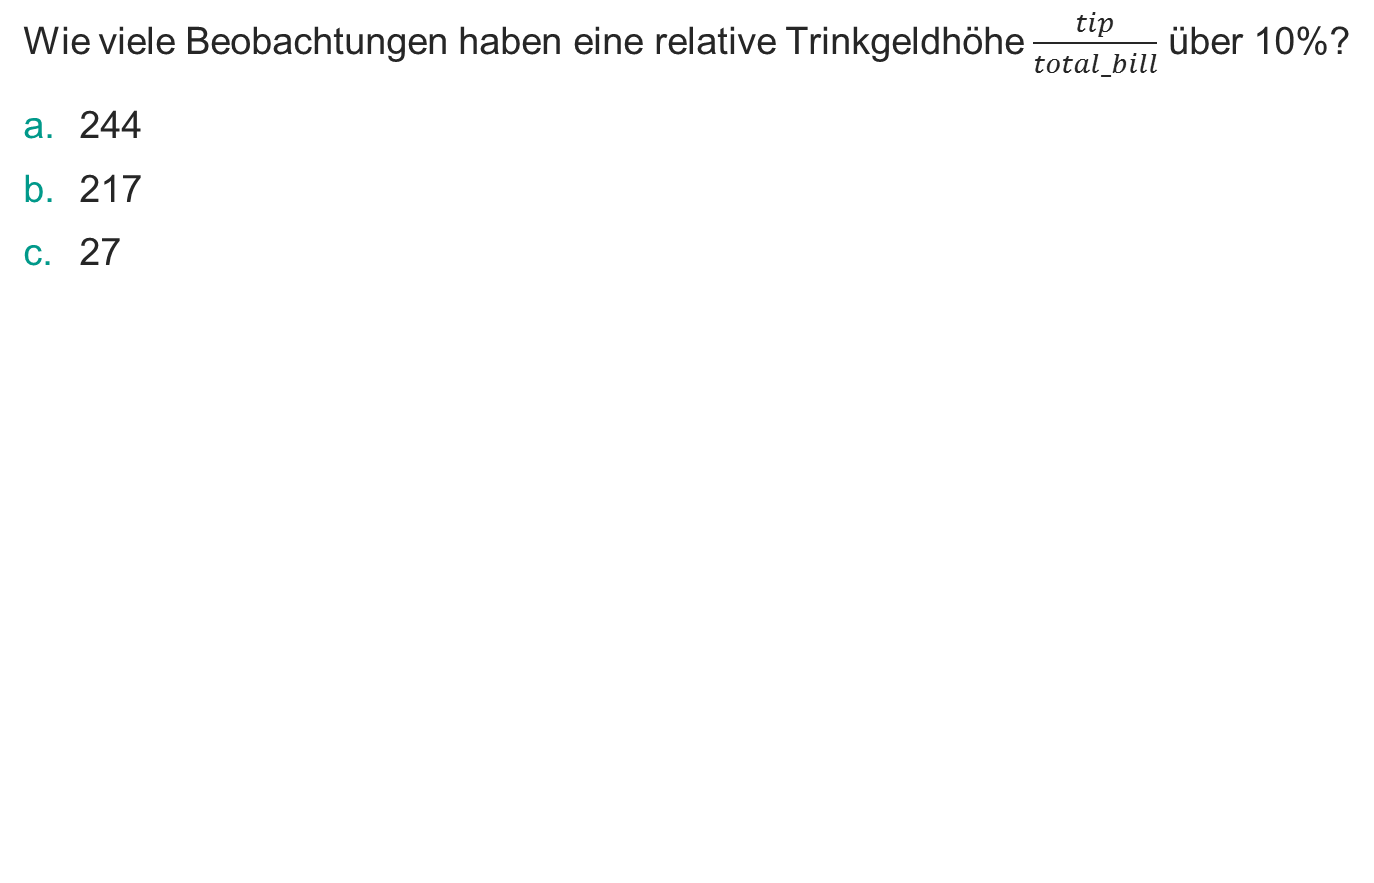 Wie viele Beobachtungen haben eine relative Trinkgeldhöhe tip/total_bill über 10%?
a. 244
b. 217
c. 27